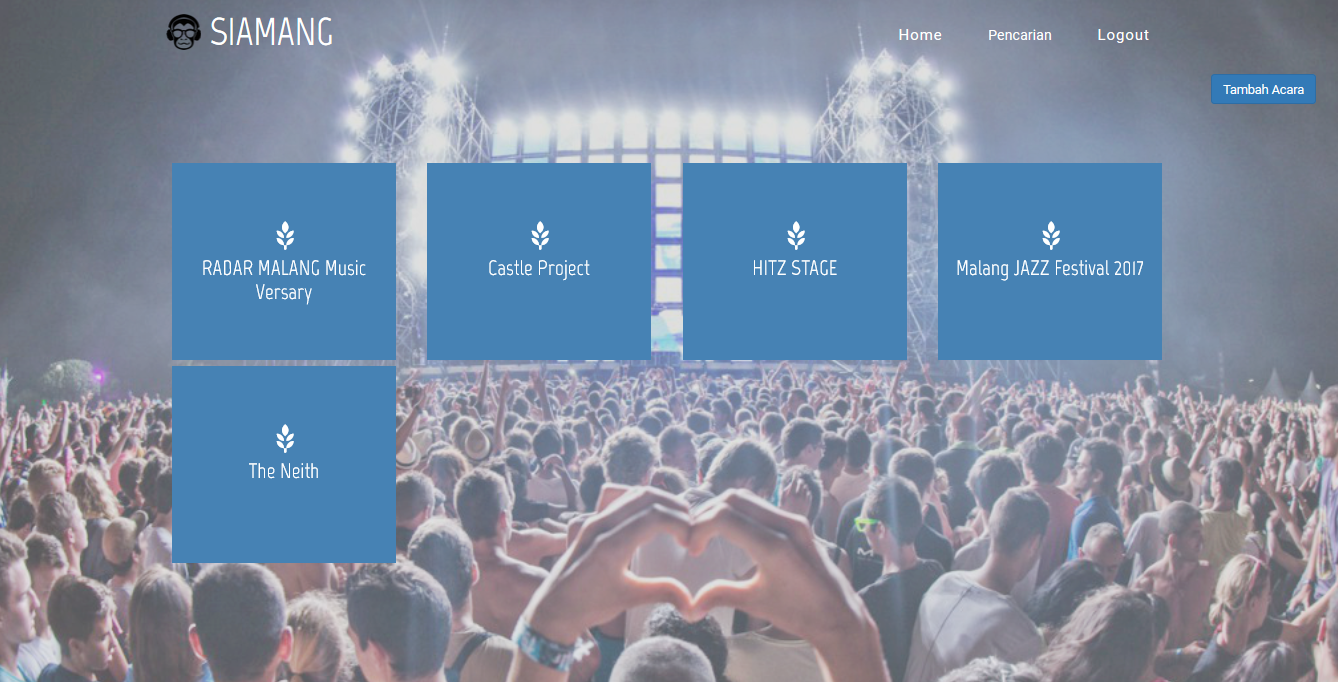 SIAMANG
Home
Pencarian
Logout
Tambah Acara
RADAR MALANG Music
Versary
Castle Project
HITZ STAGE
Malang JAZZ Festival 2017
The Neith